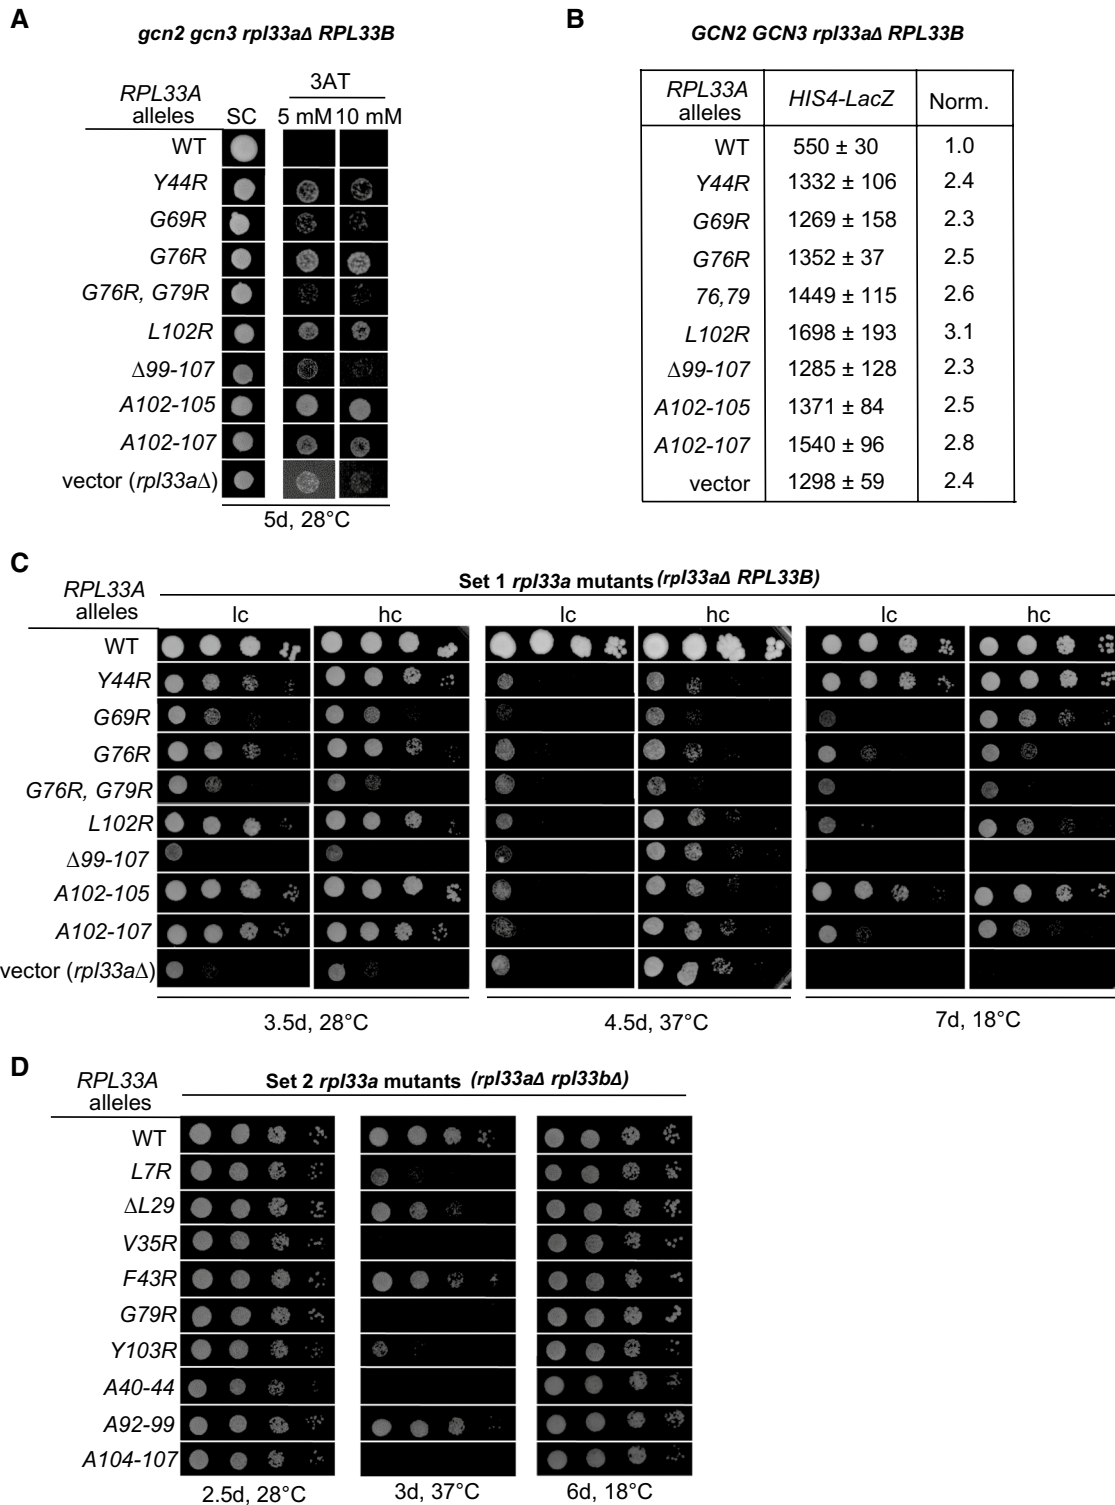 A
gcn2 gcn3 rpl33aΔ RPL33B
RPL33A
alleles
SC
3AT
5 mM 10 mM
WT
Y44R
G69R
G76R
G76R, G79R
L102R
Δ99-107
A102-105
A102-107
vector (rpl33aΔ)
5d, 28°C
B
GCN2 GCN3 rpl33aΔ RPL33B
RPL33A
alleles
HIS4-LacZ
Norm.
WT 550 ± 30 1.0
Y44R 1332 ± 106 2.4
G69R 1269 ± 158 2.3
G76R 1352 ± 37 2.5
76,79 1449 ± 115 2.6
L102R 1698 ± 193 3.1
Δ99-107 1285 ± 128 2.3
A102-105 1371 ± 84 2.5
A102-107 1540 ± 96 2.8
vector 1298 ± 59 2.4
C
RPL33A
alleles
Set 1 rpl33a mutants (rpl33aΔ RPL33B)
lc hc lc hc lc hc
WT
Y44R
G69R
G76R
G76R, G79R
L102R
Δ99-107
A102-105
A102-107
vector (rpl33aΔ)
3.5d, 28°C 4.5d, 37°C 7d, 18°C
D
RPL33A
alleles
Set 2 rpl33a mutants (rpl33aΔ rpl33bΔ)
WT
L7R
ΔL29
V35R
F43R
G79R
Y103R
A40-44
A92-99
A104-107
2.5d, 28°C 3d, 37°C 6d, 18°C